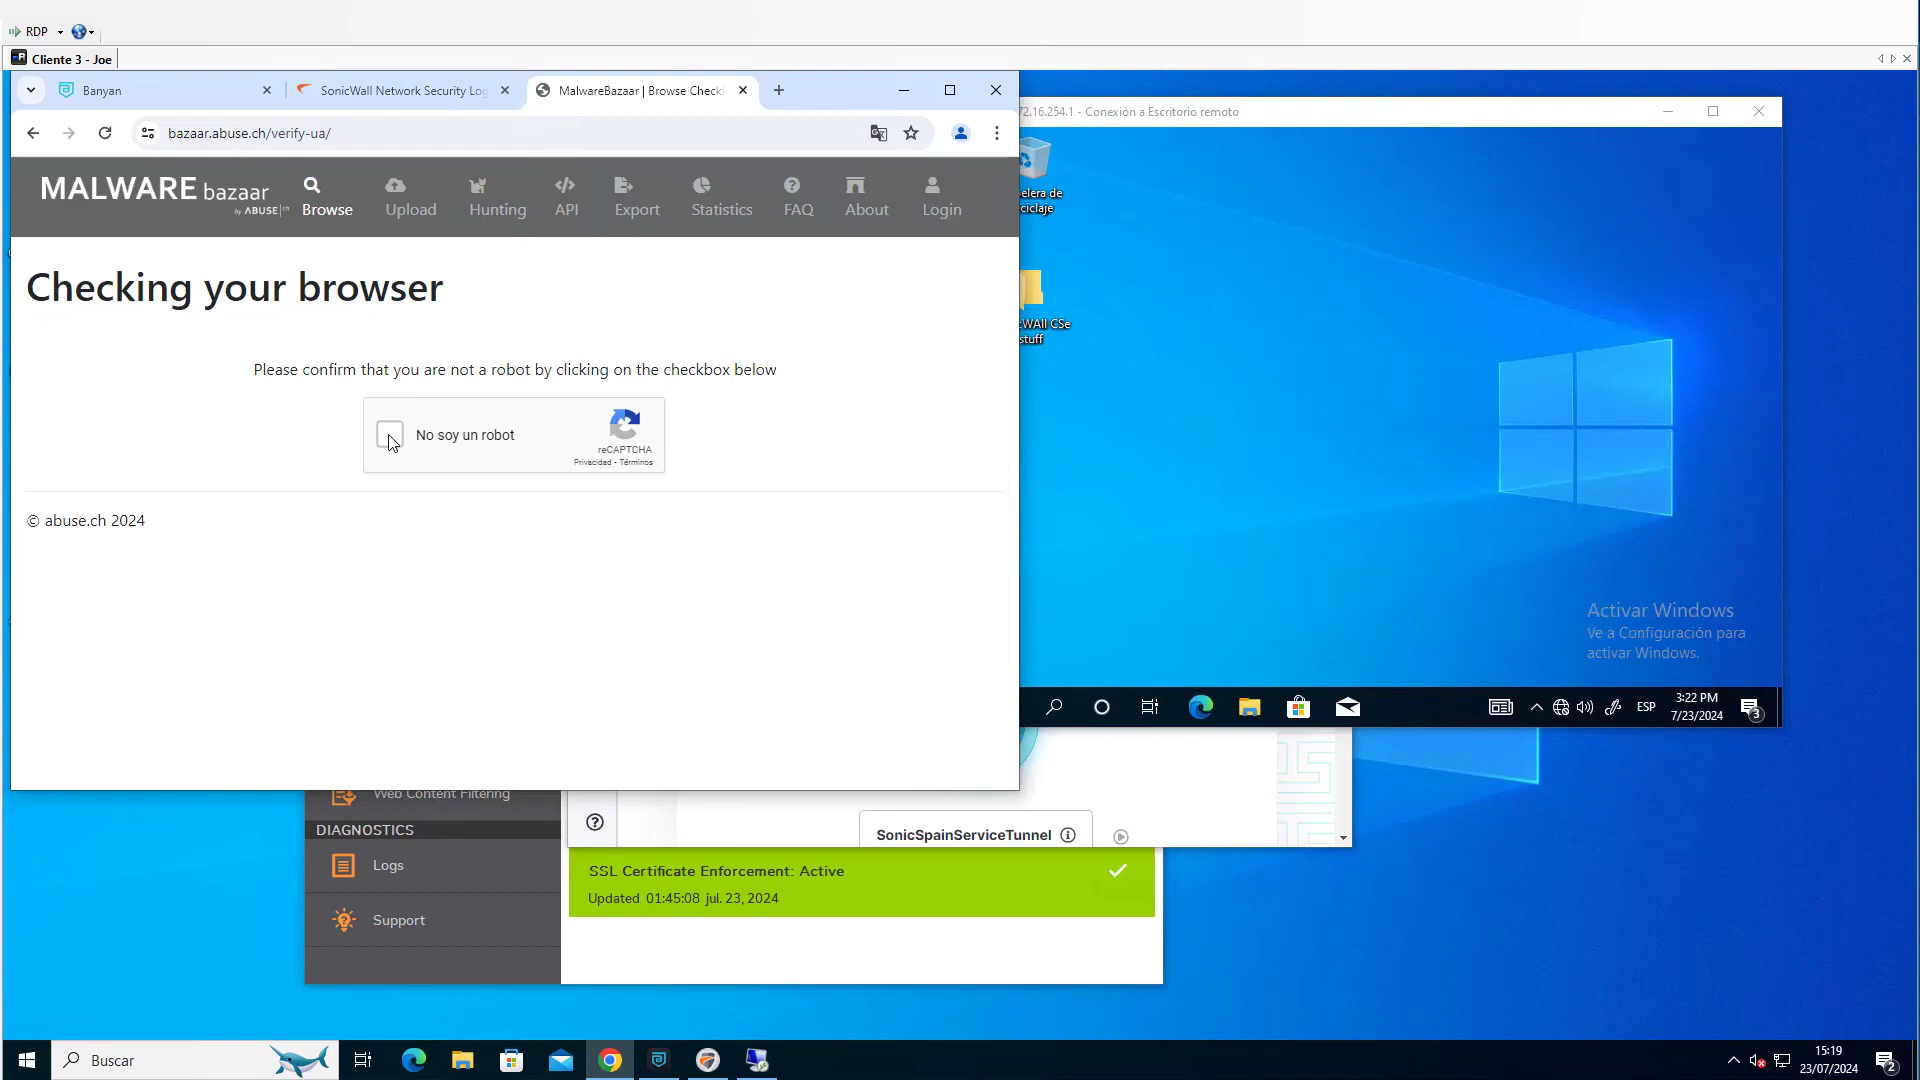 RDP
Cliente 3 - Joe
Banyan
SonicWall Network Security Log
MalwareBazaar | Browse Checki
bazaar.abuse.ch/verify-ua/
72.16.254.1 - Conexión a Escritorio remoto
MALWARE bazaar
by ABUSE|ch
Browse
Upload
Hunting
API
Export
Statistics
FAQ
About
Login
elera de
ciclaje
Checking your browser
cWAll CSe
stuff
Please confirm that you are not a robot by clicking on the checkbox below
No soy un robot
reCAPTCHA
Privacidad - Términos
© abuse.ch 2024
Activar Windows
Ve a Configuración para
activar Windows.
ESP
3:22 PM
7/23/2024
3
Web Content Filtering
DIAGNOSTICS
Logs
Support
SonicSpainServiceTunnel
SSL Certificate Enforcement: Active
Updated 01:45:08 jul. 23, 2024
Buscar
15:19
23/07/2024
2